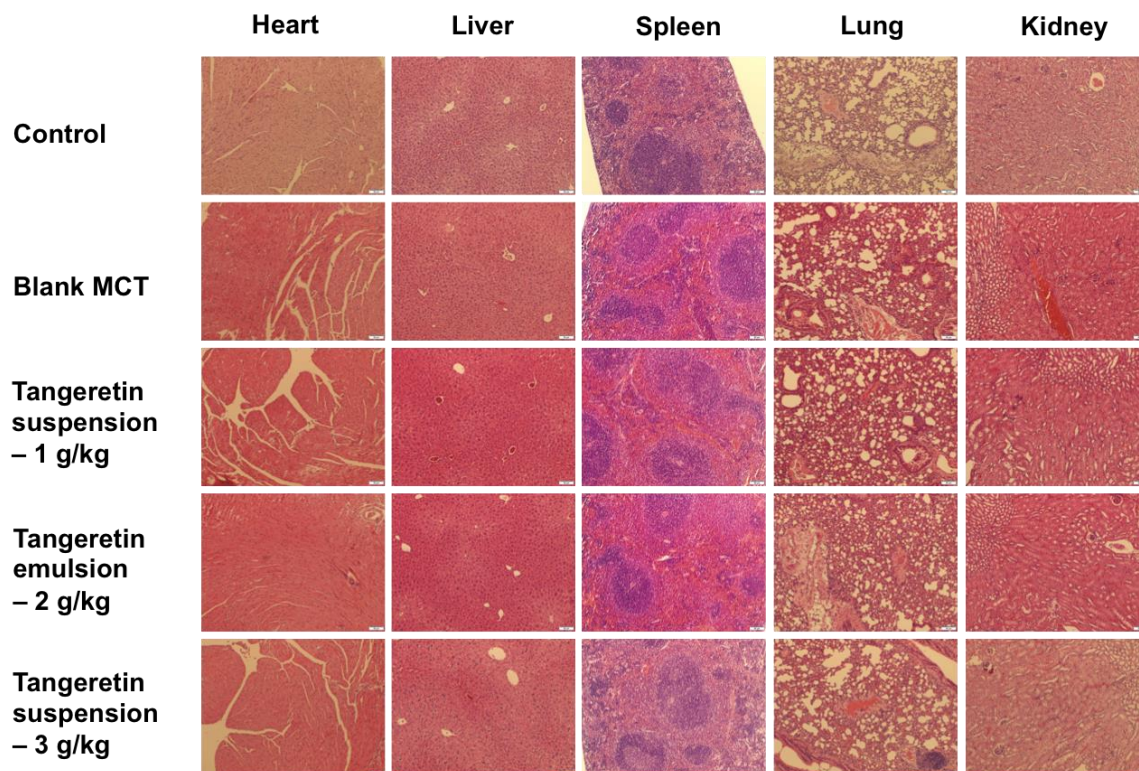 Heart Liver Spleen Lung Kidney
Control
Blank MCT
Tangeretin
suspension
– 1 g/kg
Tangeretin
emulsion
– 2 g/kg
Tangeretin
suspension
– 3 g/kg